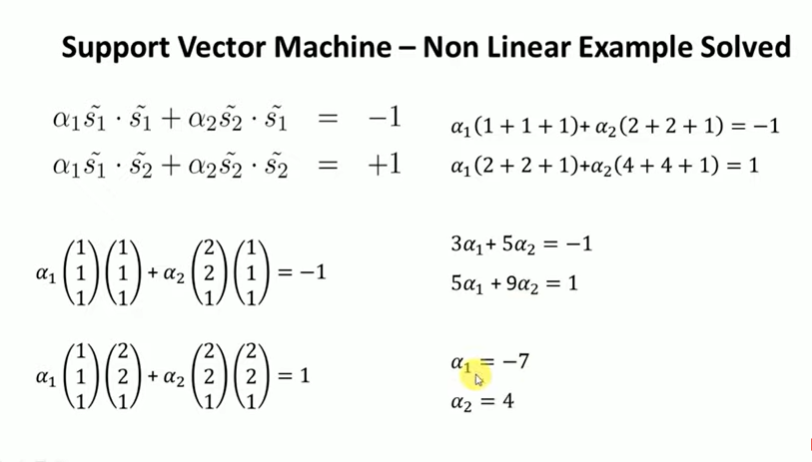 Support Vector Machine – Non Linear Example Solved
α₁s̃₁ · s̃₁ + α₂s̃₂ · s̃₁ = −1
α₁s̃₁ · s̃₂ + α₂s̃₂ · s̃₂ = +1
α₁(1 + 1 + 1)+ α₂(2 + 2 + 1) = −1
α₁(2 + 2 + 1)+α₂(4 + 4 + 1) = 1
α₁ (1 1 1) (1 1 1) + α₂ (2 2 1) (1 1 1) = −1
α₁ (1 1 1) (2 2 1) + α₂ (2 2 1) (2 2 1) = 1
3α₁+ 5α₂ = −1
5α₁ + 9α₂ = 1
α₁ = −7
α₂ = 4